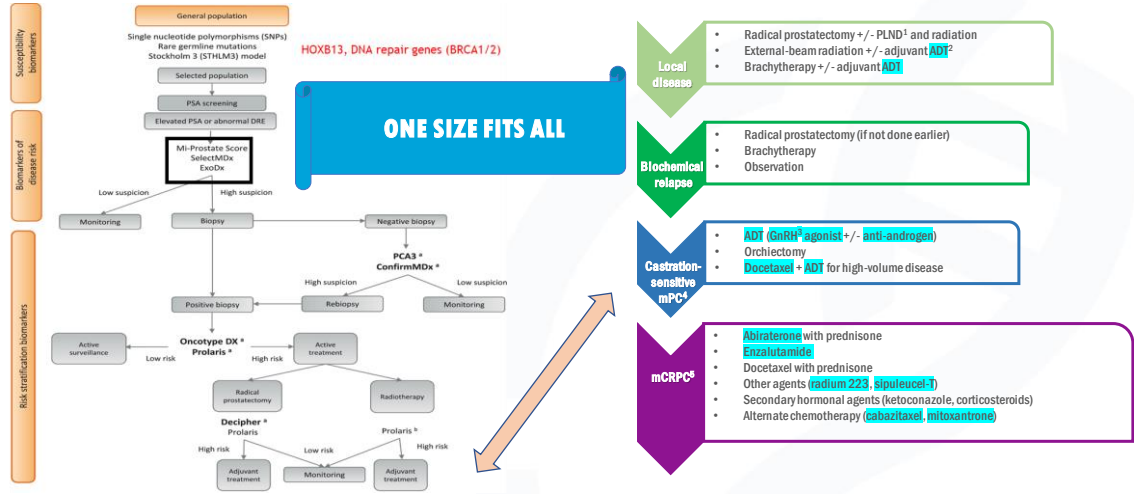 Susceptibility
biomarkers
Biomarkers of
disease risk
Risk stratification biomarkers
General population
Single nucleotide polymorphisms (SNPs)
Rare germline mutations
Stockholm 3 (STHLM3) model
HOXB13, DNA repair genes (BRCA1/2)
Selected population
PSA screening
Elevated PSA or abnormal DRE
Mi-Prostate Score
SelectMDx
ExoDx
Low suspicion
High suspicion
Monitoring
Biopsy
Negative biopsy
PCA3 a
ConfirmMDx a
High suspicion
Low suspicion
Positive biopsy
Rebiopsy
Monitoring
Active
surveillance
Low risk
Oncotype DX a
Prolaris a
High risk
Active
treatment
Radical
prostatectomy
Radiotherapy
Decipher a
Prolaris
Prolaris b
High risk
Low risk
High risk
Adjuvant
treatment
Monitoring
Adjuvant
treatment
ONE SIZE FITS ALL
Local
disease
• Radical prostatectomy +/- PLND1 and radiation
• External-beam radiation +/- adjuvant ADT2
• Brachytherapy +/- adjuvant ADT
Biochemical
relapse
• Radical prostatectomy (if not done earlier)
• Brachytherapy
• Observation
Castration-
sensitive
mPC4
• ADT (GnRH3 agonist +/- anti-androgen)
• Orchiectomy
• Docetaxel + ADT for high-volume disease
mCRPC5
• Abiraterone with prednisone
• Enzalutamide
• Docetaxel with prednisone
• Other agents (radium 223, sipuleucel-T)
• Secondary hormonal agents (ketoconazole, corticosteroids)
• Alternate chemotherapy (cabazitaxel, mitoxantrone)